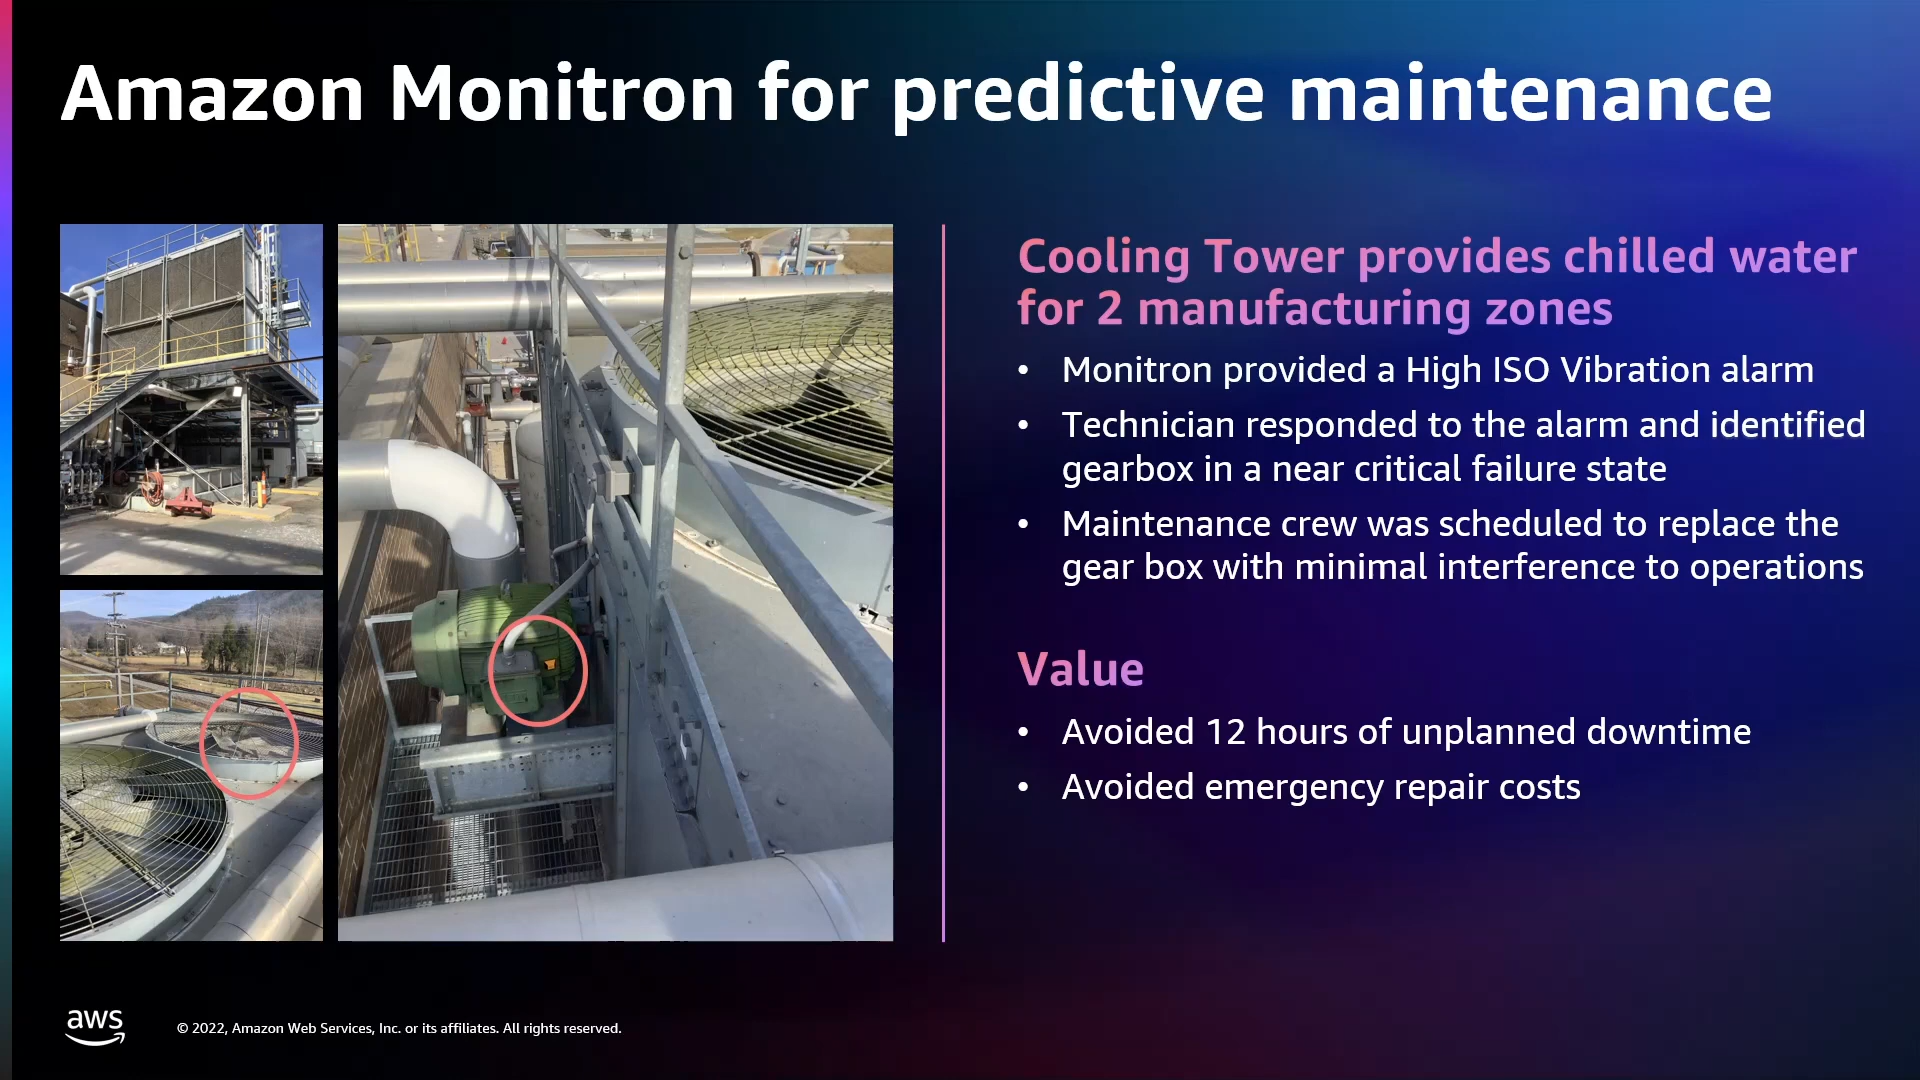 Amazon Monitron for predictive maintenance
Cooling Tower provides chilled water
for 2 manufacturing zones
• Monitron provided a High ISO Vibration alarm
• Technician responded to the alarm and identified
gearbox in a near critical failure state
• Maintenance crew was scheduled to replace the
gear box with minimal interference to operations
Value
• Avoided 12 hours of unplanned downtime
• Avoided emergency repair costs
aws
© 2022, Amazon Web Services, Inc. or its affiliates. All rights reserved.